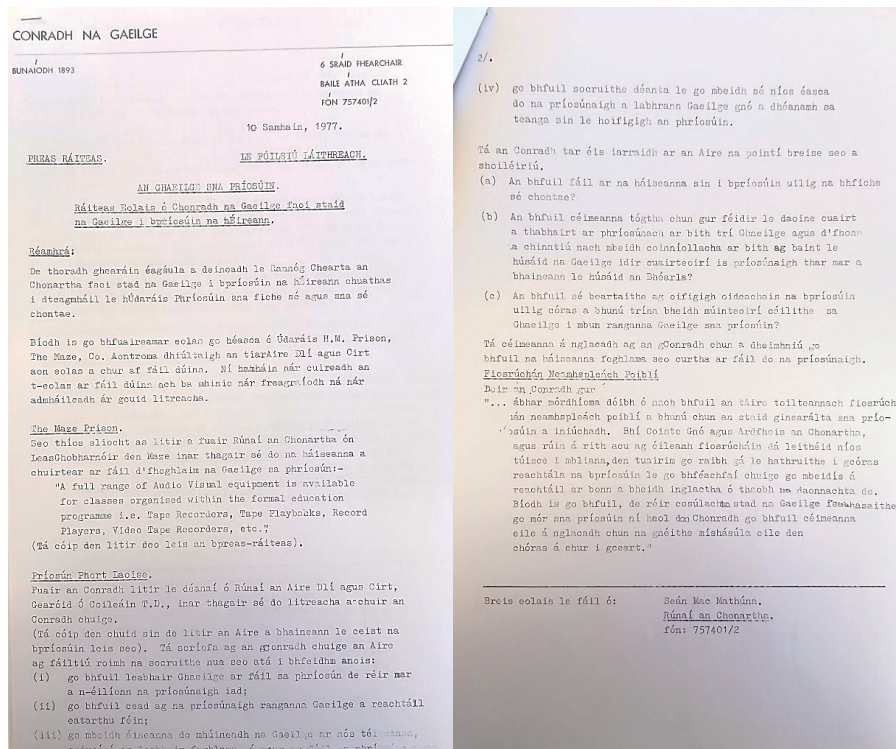 CONRADH NA GAEILGE
BUNAIODH 1893
6 SRAID FHEARCHAIR
BAILE ATHA CLIATH 2
FON 757401/2
10 Samhain, 1977.
PREAS RÁITEAS.
LE FÓILSIÚ LÁITHREACH.
AN GHAEILGE SNA PRÍOSÚIN.
Ráiteas Eolais ó Chonradh na Gaeilge faoi staid
na Gaeilge i bpríosúin na hÉireann.
Réamhrá:
De thoradh ghearáin éagsúla a deineadh le Rannóg Chearta an
Chonartha faoi stad na Gaeilge i bpríosúin na hÉireann chuathas
i dteagmháil le hÚdaráis Phríosúin sna fiche sé agus sna sé
chontae.
Bíodh is go bhfuaireamar eolas go héasca ó Údaráis H.M. Prison,
The Maze, Co. Aontroma dhiúltaigh an tiarAire Dlí agus Cirt
aon eolas a chur af fáil dúinn. Ní hamháin nár cuireadh an
t-eolas ar fáil dúinn ach ba mhinic nár freagraíodh ná nár
admháileadh ár gcuid litreacha.
The Maze Prison.
Seo thíos sliocht as litir a fuair Rúnaí an Chonartha ón
LeasGhobharnóir den Maze inar thagair sé do na háiseanna a
chuirtear ar fáil d'fhoglaim na Gaeilge sa phríosún:-
"A full range of Audio Visual equipment is available
for classes organised within the formal education
programme i.e. Tape Recorders, Tape Playbacks, Record
Players, Video Tape Recorders, etc."
(Tá cóip den litir deo leis an bpreas-ráiteas).
Príosún Phort Laoise.
Fuair an Conradh litir le déanaí ó Rúnaí an Aire Dlí agus Cirt,
Gearóid Ó Coileáin T.D., inar thagair sé do litreacha a chuir an
Conradh chuige.
(Tá cóip den chuid sin de litir an Aire a bhaineann le ceist na
bpríosún leis seo). Tá scríofa ag an gConradh chuige an Aire
ag fáiltiú roimh na socruithe nua seo atá i bhfeidhm anois:
(i) go bhfuil leabhair Ghaeilge ar fáil sa phríosún de réir mar
a n-éilíonn na príosúnaigh iad;
(ii) go bhfuil cead ag na príosúnaigh ranganna Gaeilge a reachtáil
eatarthu féin;
(iii) go mbeidh áiseanna do mhúineadh na Gaeilge ar nós
2/.
(iv) go bhfuil socruithe déanta le go mbeidh sé níos éasca
do na príosúnaigh a labhrann Gaeilge gnó a dhéanamh sa
teanga sin le hoifigigh an phríosúin.
Tá an Conradh tar éis iarraidh ar an Aire na pointí breise seo a
shoiléiriú.
(a) An bhfuil fáil ar na háiseanna sin i bpríosúin uilig na bhfiche
sé chontae?
(b) An bhfuil céimeanna tógtha chun gur féidir le daoine cuairt
a thabhairt ar phríosúnach ar bith trí Ghaeilge agus d'fhonn
a chinntiú nach mbeidh coinníollacha ar bith ag baint le
húsáid na Gaeilge idir cuairteoirí is príosúnaigh thar mar a
bhaineann le húsáid an Bhéarla?
(c) An bhfuil sé beartaithe ag oifigigh oideachais na bpríosúin
uilig córas a bhunú trína bheidh múinteoirí cáilithe sa
Ghaeilge i mbun ranganna Gaeilge sna príosúin?
Tá céimeanna á nglacadh ag an gConradh chun a dheimhniú go
bhfuil na háiseanna foghlama seo curtha ar fáil do na príosúnaigh.
Fiosrúchán Neamhspleách Poiblí
Deir an Conradh gur
"... ábhar mórdhíoma dóibh é nach bhfuil an tAire toilteannach fiosrúch
án neamhspleách poiblí a bhunú chun an staid ginearálta sna prío-
súin a iniúchadh. Bhí Coiste Gnó agus Ardfheis an Chonartha,
agus rúin á rith acu ag éileamh fiosrúcháin dá leithéid níos
túisce i mbliana, den tuairim go raibh gá le hathruithe i gcóras
reachtála na bpríosúin le go bhféachfaí chuige go mbeidís á
reachtáil ar bonn a bheidh inglactha ó thaobh na daonnachta de.
Bíodh is go bhfuil, de réir cosúlachta stad na Gaeilge feabhasaithe
go mór sna príosúin ní heol don Chonradh go bhfuil céimeanna
eile á nglacadh chun na gnóithe míshásúla eile den
chóras á chur i gceart."
Breis eolais le fáil ó:
Seán Mac Mathúna.
Rúnaí an Chonartha.
fón: 757401/2